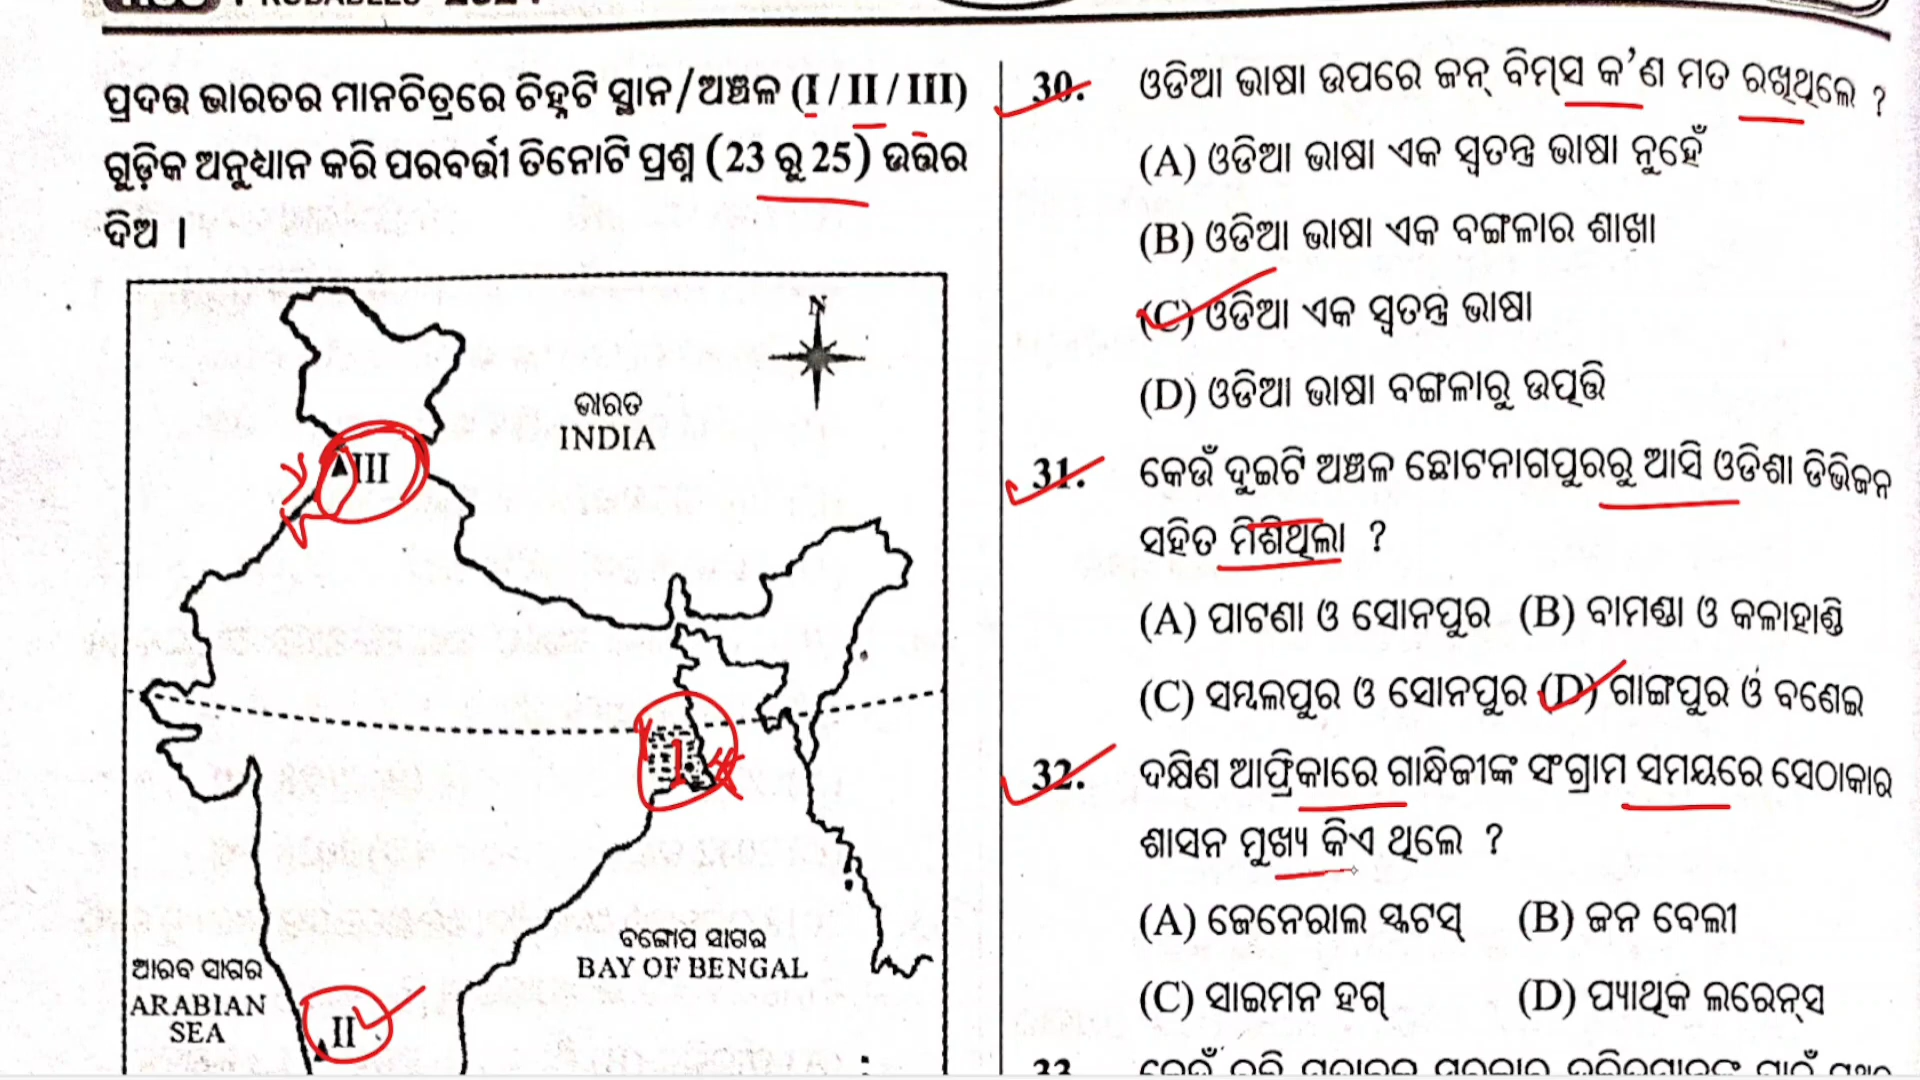 ପ୍ରଦତ୍ତ ଭାରତର ମାନଚିତ୍ରରେ ଚିହ୍ନଟି ସ୍ଥାନ/ଅଞ୍ଚଳ (I/II/III)
ଗୁଡ଼ିକ ଅନୁଧ୍ୟାନ କରି ପରବର୍ତ୍ତୀ ତିନୋଟି ପ୍ରଶ୍ନ (23 ରୁ 25) ଉତ୍ତର
ଦିଅ ।
N
ଭାରତ
INDIA
III
ବଙ୍ଗୋପ ସାଗର
BAY OF BENGAL
ଆରବ ସାଗର
ARABIAN
SEA
II
30. ଓଡିଆ ଭାଷା ଉପରେ ଜନ୍ ବିମ୍‌ସ କ'ଣ ମତ ରଖିଥିଲେ ?
(A) ଓଡିଆ ଭାଷା ଏକ ସ୍ୱତନ୍ତ୍ର ଭାଷା ନୁହେଁ
(B) ଓଡିଆ ଭାଷା ଏକ ବଙ୍ଗଳାର ଶାଖା
(C) ଓଡିଆ ଏକ ସ୍ୱତନ୍ତ୍ର ଭାଷା
(D) ଓଡିଆ ଭାଷା ବଙ୍ଗଳାରୁ ଉତ୍ପତ୍ତି
31. କେଉଁ ଦୁଇଟି ଅଞ୍ଚଳ ଛୋଟନାଗପୁରରୁ ଆସି ଓଡିଶା ଡିଭିଜନ
ସହିତ ମିଶିଥିଲା ?
(A) ପାଟଣା ଓ ସୋନପୁର (B) ବାମଣ୍ଡା ଓ କଳାହାଣ୍ଡି
(C) ସମ୍ବଲପୁର ଓ ସୋନପୁର (D) ଗାଙ୍ଗପୁର ଓ ବଣେଇ
32. ଦକ୍ଷିଣ ଆଫ୍ରିକାରେ ଗାନ୍ଧିଜୀଙ୍କ ସଂଗ୍ରାମ ସମୟରେ ସେଠାକାର
ଶାସନ ମୁଖ୍ୟ କିଏ ଥିଲେ ?
(A) ଜେନେରାଲ ସ୍କଟସ୍ (B) ଜନ ବେଲୀ
(C) ସାଇମନ ହଗ୍ (D) ପ୍ୟାଥିକ ଲରେନ୍‌ସ